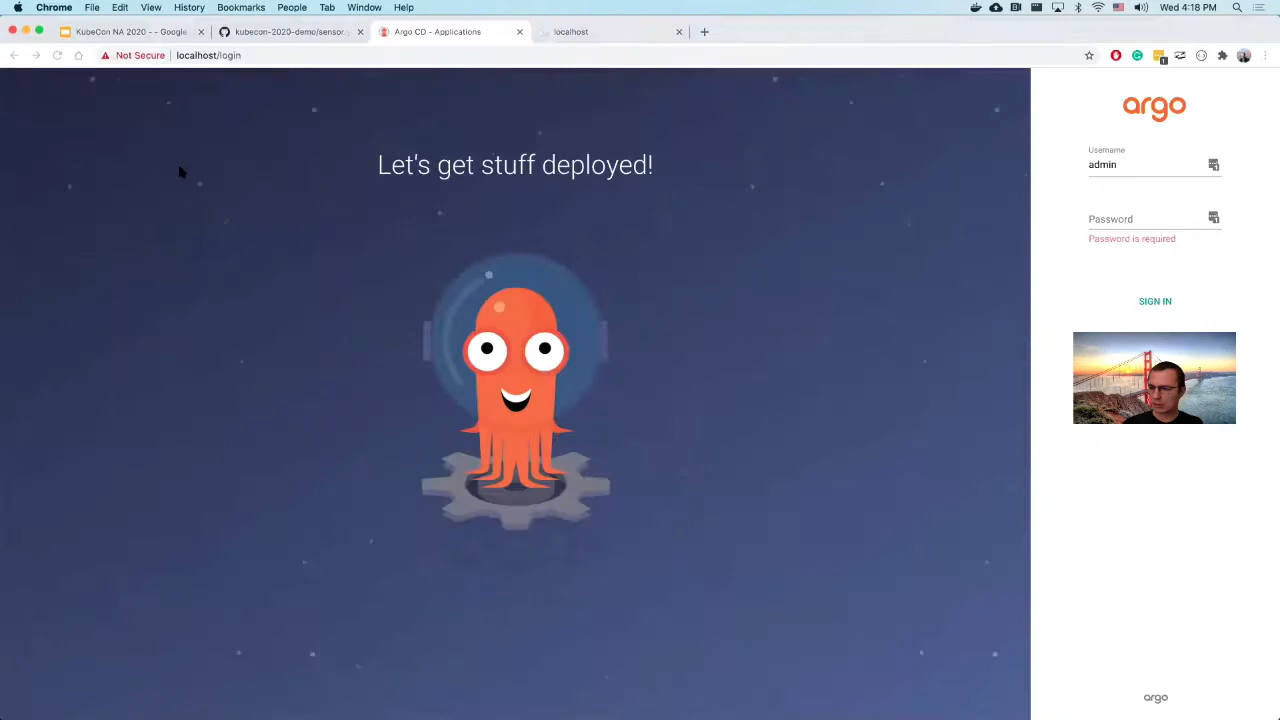 Chrome File Edit View History Bookmarks People Tab Window Help Wed 4:18 PM
KubeCon NA 2020 - - Google kubecon-2020-demo/sensor. Argo CD - Applications localhost
Not Secure localhost/login
argo
Let's get stuff deployed!
Username
admin
Password
Password is required
SIGN IN
argo